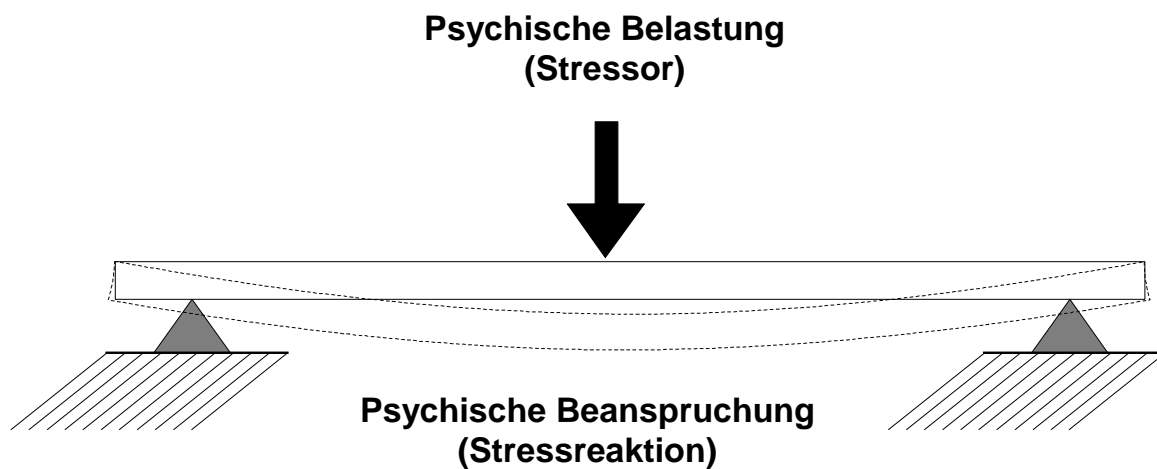 Psychische Belastung
(Stressor)
Psychische Beanspruchung
(Stressreaktion)